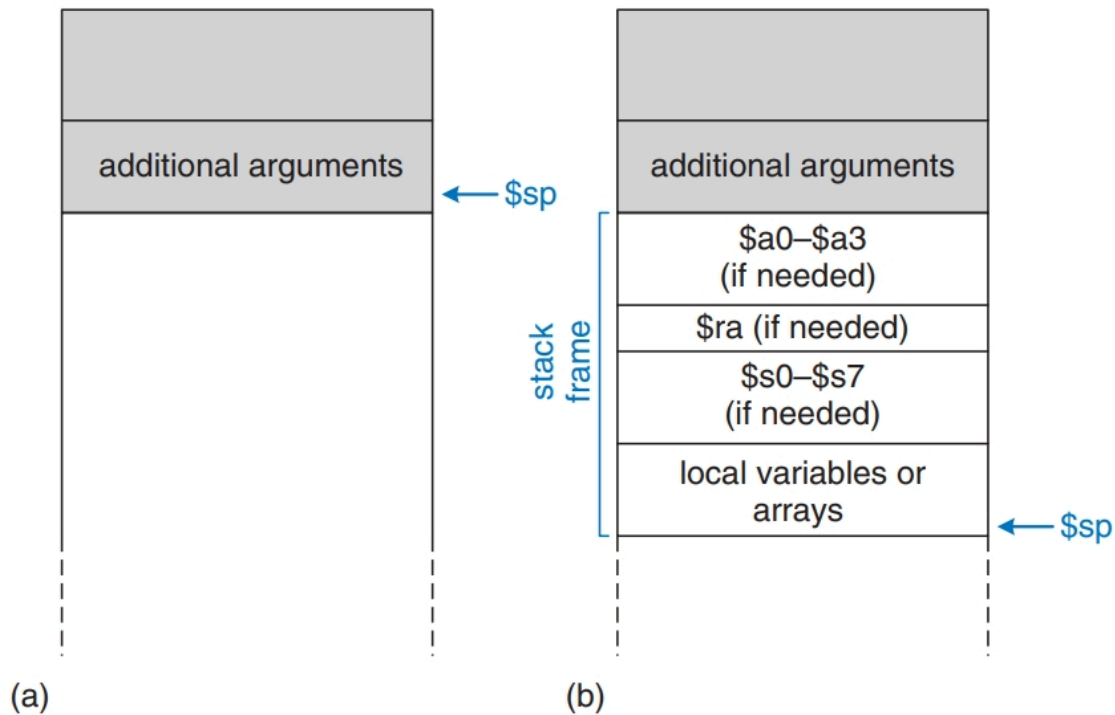 additional arguments
$sp
(a)
additional arguments
$a0–$a3
(if needed)
$ra (if needed)
$s0–$s7
(if needed)
local variables or
arrays
stack
frame
$sp
(b)